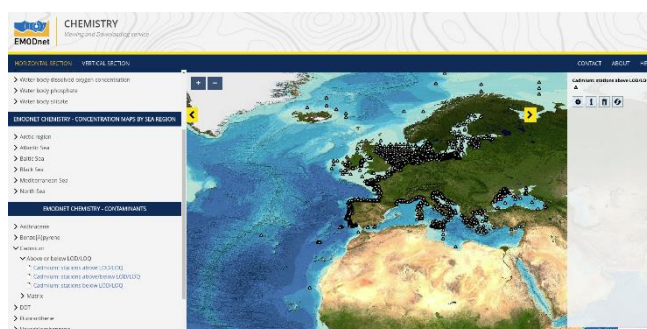 CHEMISTRY
Viewing and Downloading service
EMODnet
HORIZONTAL SECTION VERTICAL SECTION
CONTACT ABOUT HE
> Water body dissolved oxygen concentration
> Water body phosphate
> Water body silicate
EMODNET CHEMISTRY - CONCENTRATION MAPS BY SEA REGION
> Arctic region
> Atlantic Sea
> Baltic Sea
> Black Sea
> Mediterranean Sea
> North Sea
EMODNET CHEMISTRY - CONTAMINANTS
> Anthracene
> Benzo[A]pyrene
Cadmium
Above or below LOD/LOQ
Cadmium: stations above LOD/LOQ
Cadmium: stations above/below LOD/LOQ
Cadmium: stations below LOD/LOQ
> Matrix
> DDT
> Fluoranthene
Cadmium: stations above LOD/LO